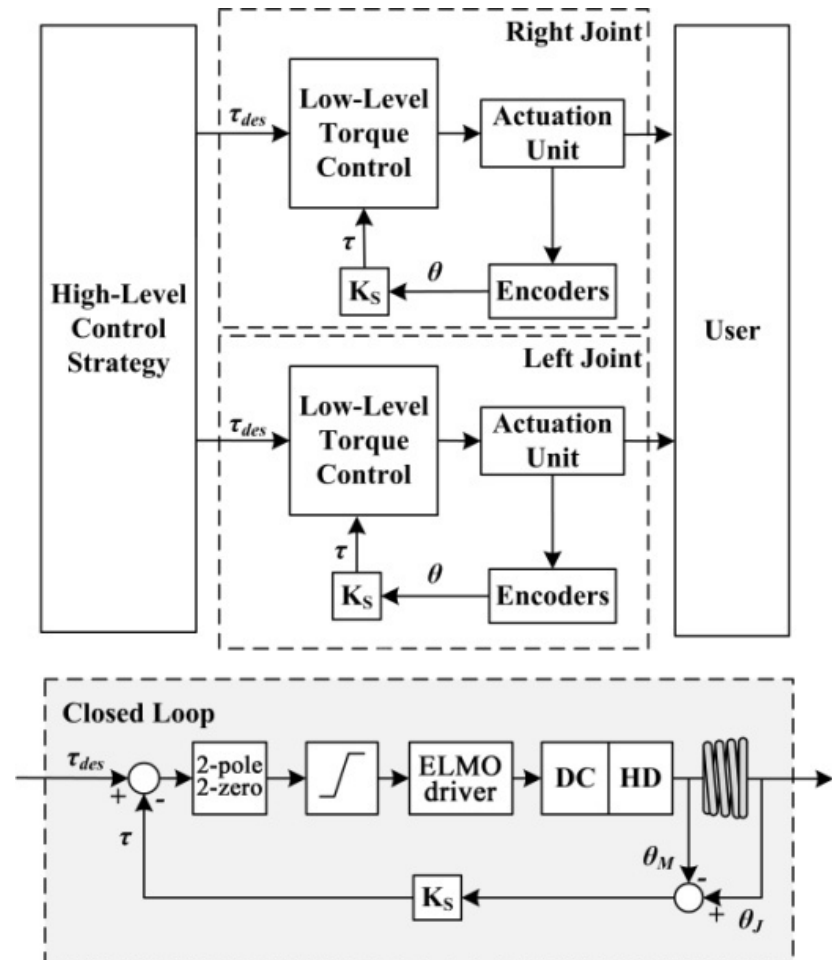 Right Joint
High-Level
Control
Strategy
τdes
Low-Level
Torque
Control
Actuation
Unit
τ
θ
KS
Encoders
User
Left Joint
τdes
Low-Level
Torque
Control
Actuation
Unit
τ
θ
KS
Encoders
Closed Loop
τdes
+
-
2-pole
2-zero
ELMO
driver
DC
HD
τ
θM
-
KS
+
θJ